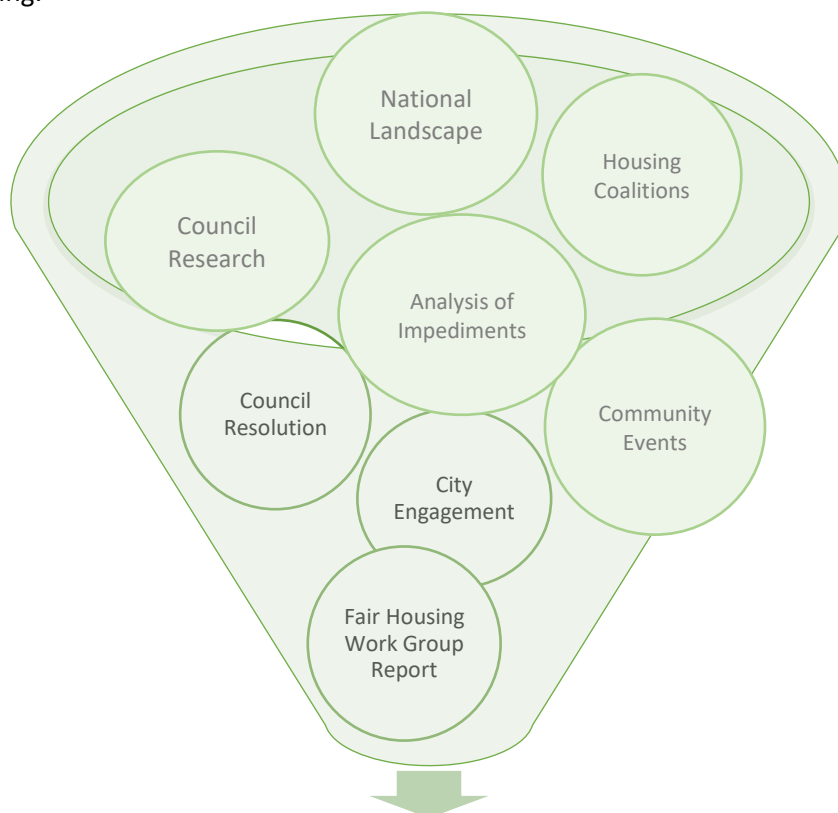 National
Landscape
Housing
Coalitions
Council
Research
Analysis of
Impediments
Council
Resolution
Community
Events
City
Engagement
Fair Housing
Work Group
Report